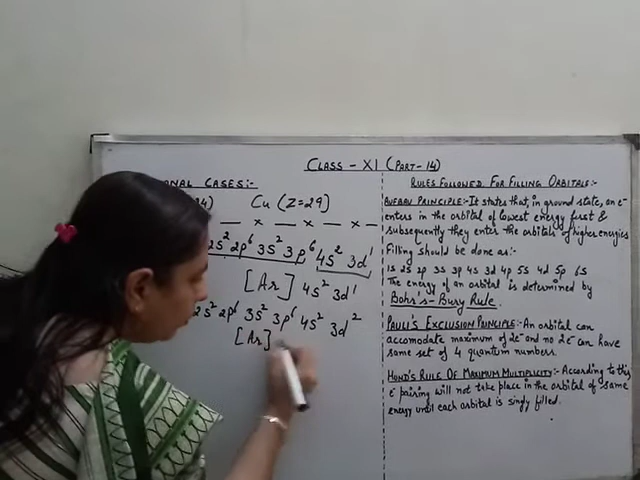 CLASS - XI (PART-14)
ONAL CASES:-
4) Cu (Z=29)
— × — × — × —
2S² 2p⁶ 3S² 3p⁶ 4S² 3d¹
[Ar] 4S² 3d¹
2S² 2p⁶ 3S² 3p⁶ 4S² 3d²
[Ar]
RULES FOLLOWED FOR FILLING ORBITALS:-
AUFBAU PRINCIPLE:- It states that, in ground state, an e⁻
enters in the orbital of lowest energy first &
subsequently they enter the orbitals of higher energies
Filling should be done as:-
1S 2S 2p 3S 3p 4S 3d 4p 5S 4d 5p 6S
The energy of an orbital is determined by
Bohr's-Bury Rule.
PAULI'S EXCLUSION PRINCIPLE:- An orbital can
accomodate maximum of 2e⁻ and no 2e⁻ can have
same set of 4 quantum numbers.
HUND'S RULE OF MAXIMUM MULTIPLICITY:- According to this
e⁻ pairing will not take place in the orbital of same
energy until each orbital is singly filled.